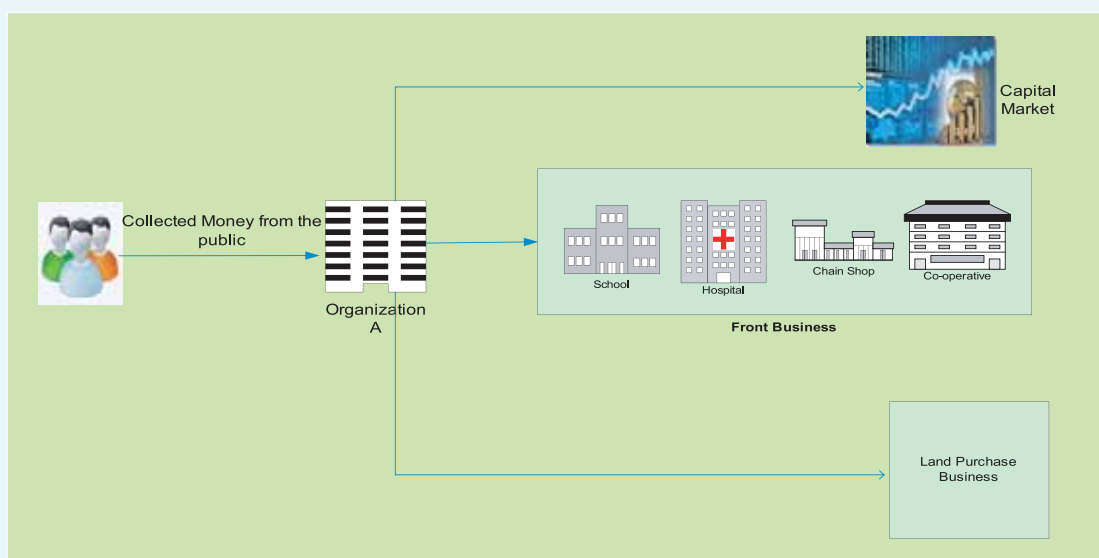 Capital
Market
Collected Money from the
public
Organization
A
School
Hospital
Chain Shop
Co-operative
Front Business
Land Purchase
Business